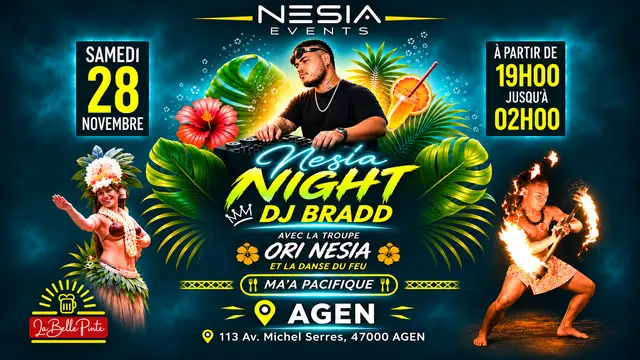 NESIA
EVENTS
SAMEDI
28
NOVEMBRE
À PARTIR DE
19H00
JUSQU'À
02H00
Nesia
NIGHT
DJ BRADD
AVEC LA TROUPE
ORI NESIA
ET LA DANSE DU FEU
MA'A PACIFIQUE
AGEN
113 Av. Michel Serres, 47000 AGEN
La Belle Pinte